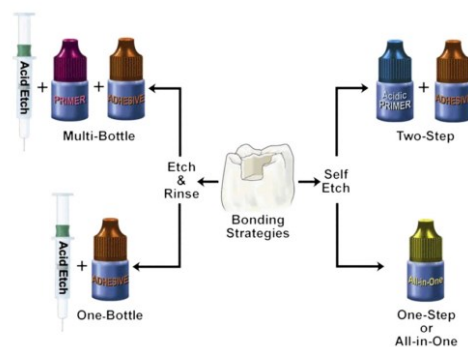 Acid Etch
+
PRIMER
+
ADHESIVE
Multi-Bottle
Acidic
PRIMER
+
ADHESIVE
Two-Step
Etch
&
Rinse
Self
Etch
Bonding
Strategies
Acid Etch
+
ADHESIVE
One-Bottle
All-in-One
One-Step
or
All-in-One